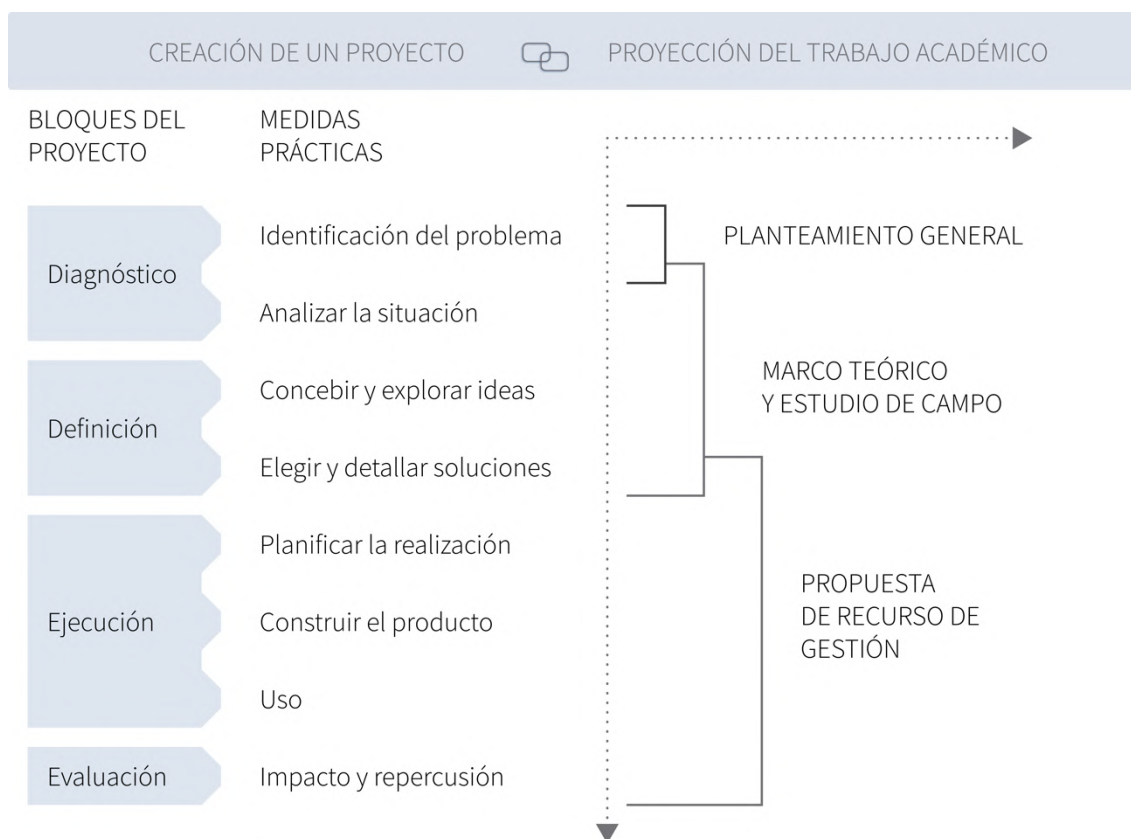 CREACIÓN DE UN PROYECTO
PROYECCIÓN DEL TRABAJO ACADÉMICO
BLOQUES DEL
PROYECTO
MEDIDAS
PRÁCTICAS
Diagnóstico
Identificación del problema
Analizar la situación
Definición
Concebir y explorar ideas
Elegir y detallar soluciones
Ejecución
Planificar la realización
Construir el producto
Uso
Evaluación
Impacto y repercusión
PLANTEAMIENTO GENERAL
MARCO TEÓRICO
Y ESTUDIO DE CAMPO
PROPUESTA
DE RECURSO DE
GESTIÓN